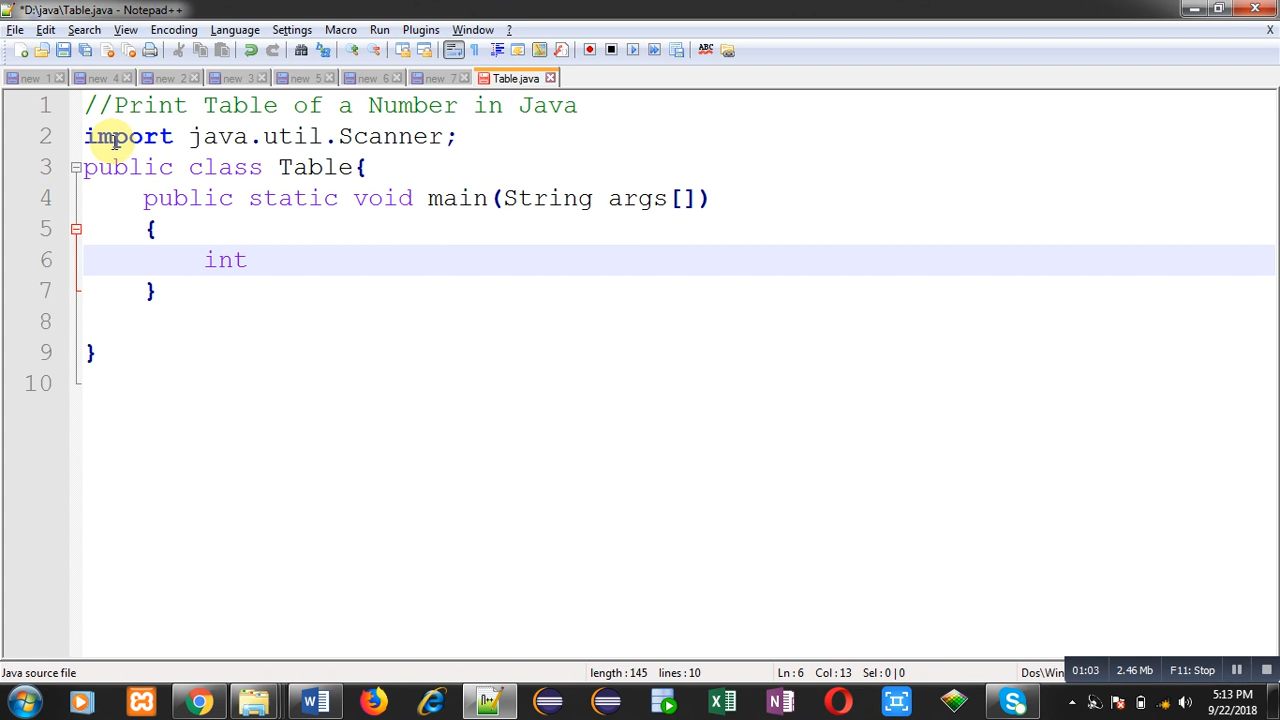 *D:\java\Table.java - Notepad++
File Edit Search View Encoding Language Settings Macro Run Plugins Window ? X
ABC
new 1 new 4 new 2 new 3 new 5 new 6 new 7 Table.java
1 //Print Table of a Number in Java
2 import java.util.Scanner;
3 public class Table{
4 public static void main(String args[])
5 {
6 int
7 }
8
9 }
10
Java source file length : 145 lines : 10 Ln : 6 Col : 13 Sel : 0 | 0 Dos\Win 01:03 2.46 Mb F11: Stop
5:13 PM
9/22/2018